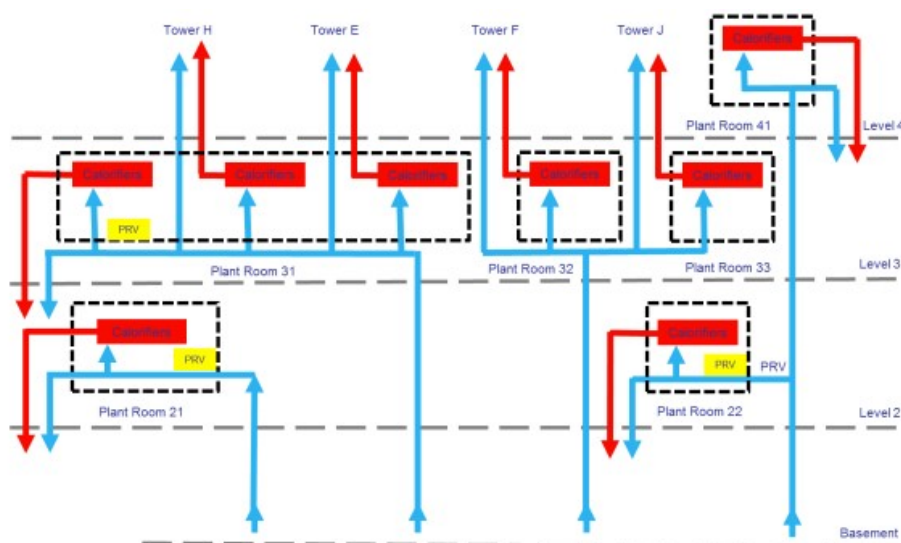 Tower H
Tower E
Tower F
Tower J
Calorifiers
Plant Room 41
Level 4
Calorifiers
Calorifiers
Calorifiers
Calorifiers
Calorifiers
PRV
Plant Room 31
Plant Room 32
Plant Room 33
Level 3
Calorifiers
Calorifiers
PRV
PRV
PRV
Plant Room 21
Plant Room 22
Level 2
Basement